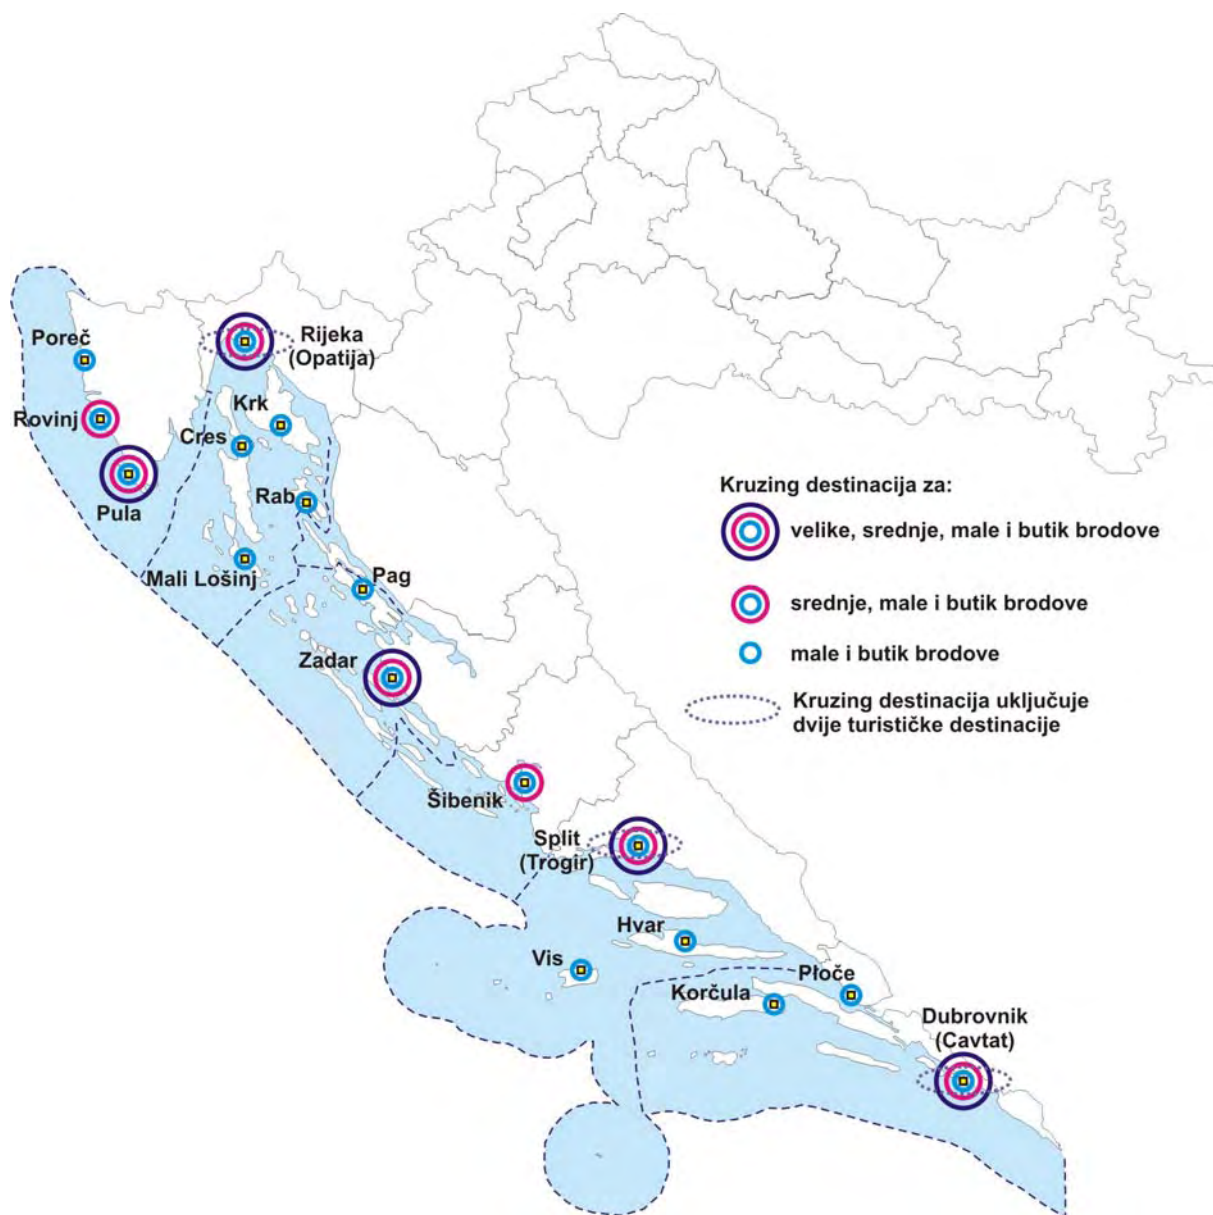 Poreč
Rovinj
Pula
Rijeka
(Opatija)
Krk
Cres
Rab
Mali Lošinj
Pag
Zadar
Šibenik
Split
(Trogir)
Hvar
Vis
Korčula
Płoče
Dubrovnik
(Cavtat)
Kruzing destinacija za:
velike, srednje, male i butik brodove
srednje, male i butik brodove
male i butik brodove
Kruzing destinacija uključuje
dvije turističke destinacije